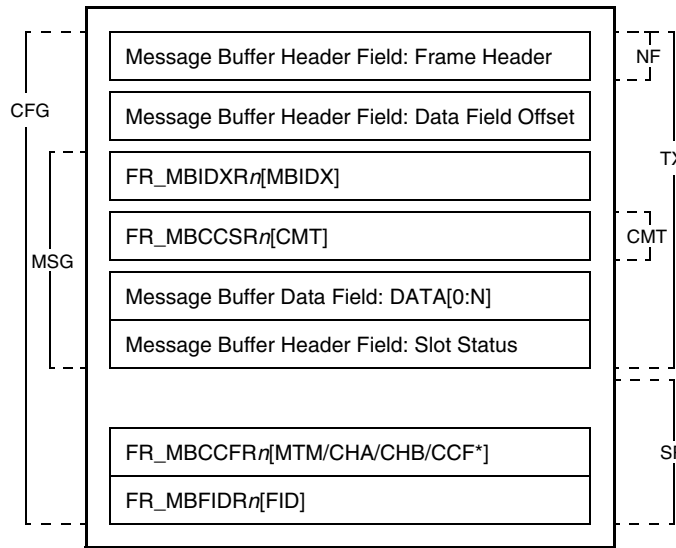 Message Buffer Header Field: Frame Header
NF
CFG
Message Buffer Header Field: Data Field Offset
FR_MBIDXRn[MBIDX]
FR_MBCCSRn[CMT]
CMT
MSG
Message Buffer Data Field: DATA[0:N]
Message Buffer Header Field: Slot Status
FR_MBCCFRn[MTM/CHA/CHB/CCF*]
FR_MBFIDRn[FID]